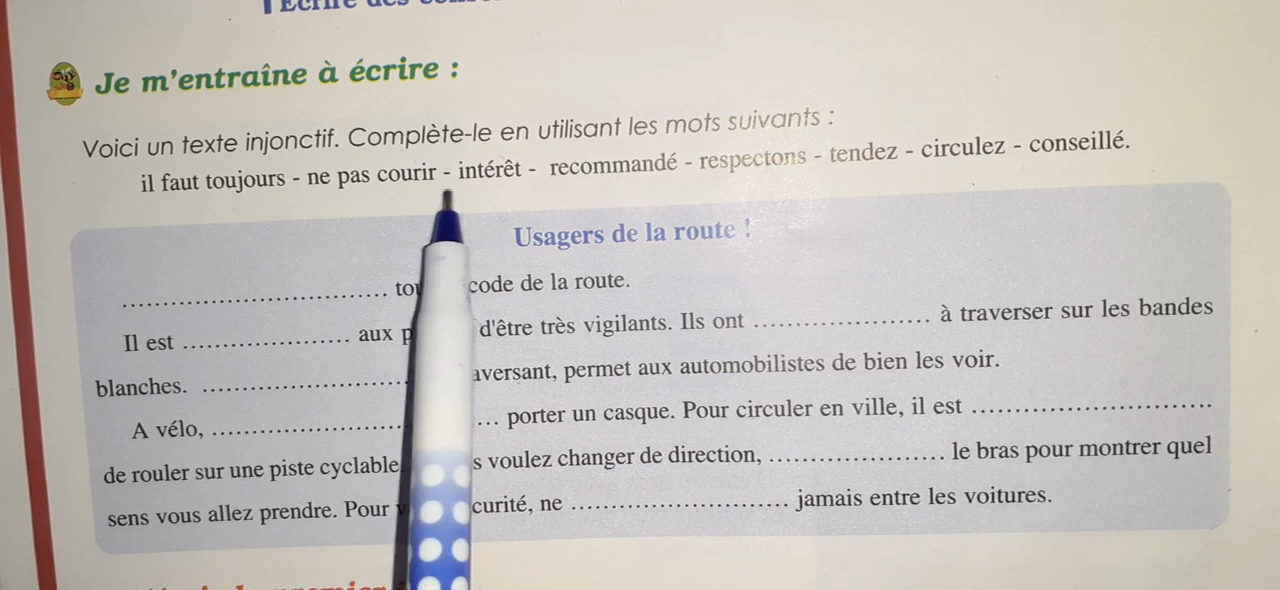 Je m'entraîne à écrire :
Voici un texte injonctif. Complète-le en utilisant les mots suivants :
il faut toujours - ne pas courir - intérêt - recommandé - respectons - tendez - circulez - conseillé.
Usagers de la route !
................................. code de la route.
Il est ..................... aux d'être très vigilants. Ils ont ...................... à traverser sur les bandes
blanches. .......................... permet aux automobilistes de bien les voir.
A vélo, ........................... porter un casque. Pour circuler en ville, il est ..............................
de rouler sur une piste cyclable voulez changer de direction, ...................... le bras pour montrer quel
sens vous allez prendre. Pour ne ........................... jamais entre les voitures.